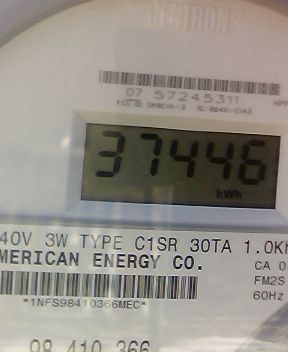 CENTRON
07 57245311
37446
kWh
40V 3W TYPE C1SR 30TA 1.0K
MERICAN ENERGY CO.
CA 0
FM2S
60Hz
*1NFS98410366MEC*
98 410 366